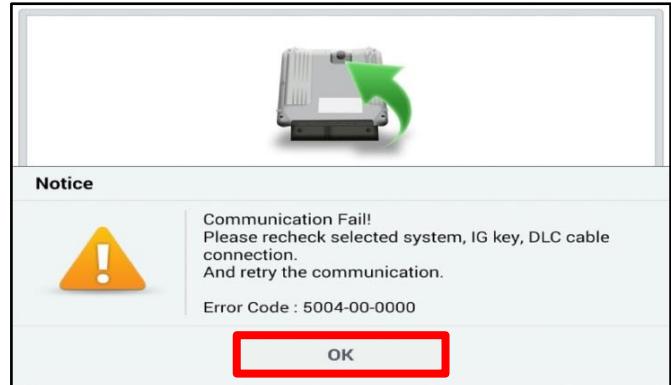 Notice
Communication Fail!
Please recheck selected system, IG key, DLC cable
connection.
And retry the communication.
Error Code : 5004-00-0000
OK